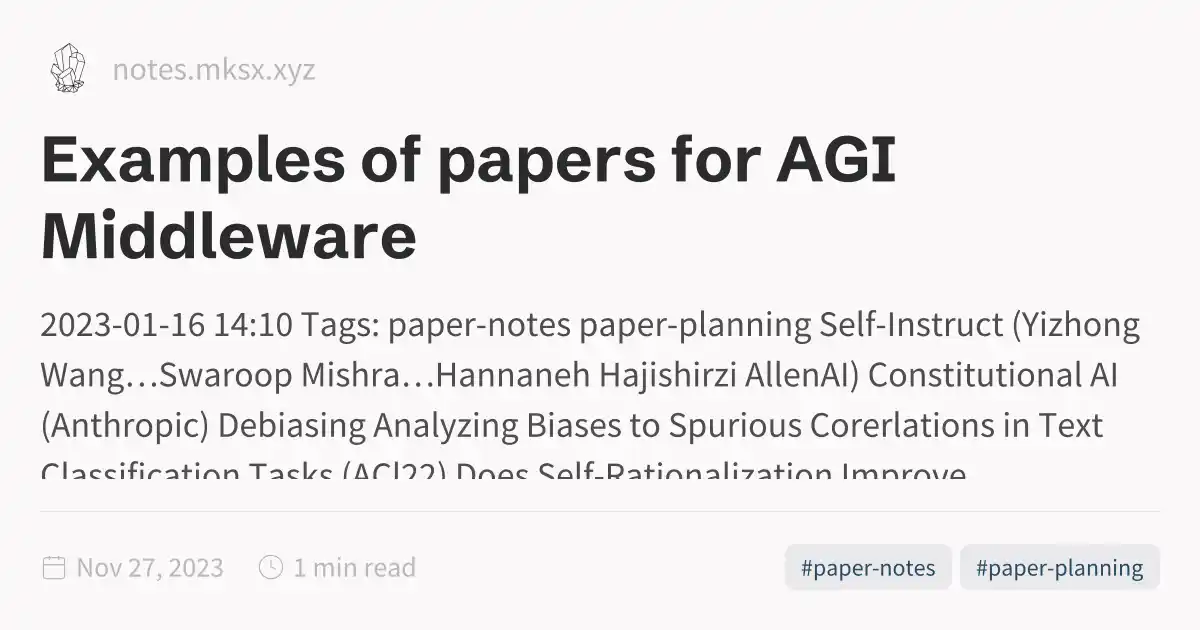 notes.mksx.xyz
Examples of papers for AGI
Middleware
2023-01-16 14:10 Tags: paper-notes paper-planning Self-Instruct (Yizhong
Wang…Swaroop Mishra…Hannaneh Hajishirzi AllenAI) Constitutional AI
(Anthropic) Debiasing Analyzing Biases to Spurious Corerlations in Text
Classification Tasks (ACl22) Does Self-Rationalization Improve
Nov 27, 2023
1 min read
#paper-notes
#paper-planning